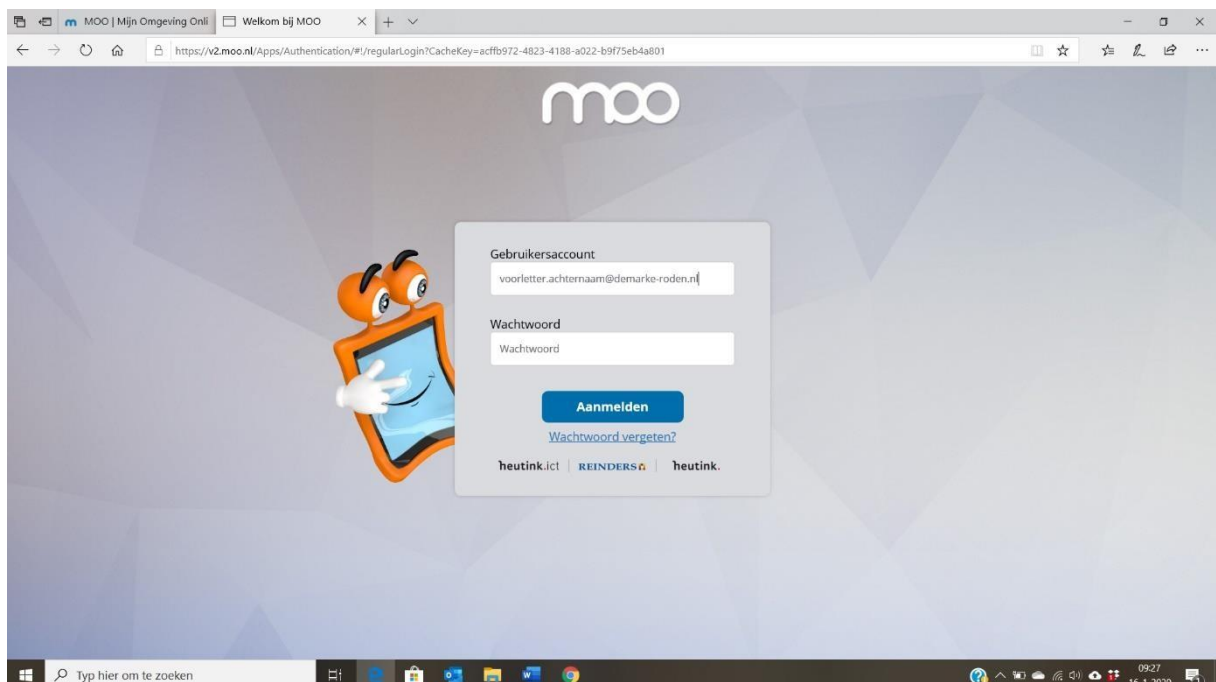 MOO | Mijn Omgeving Onli
Welkom bij MOO
https://v2.moo.nl/Apps/Authentication/#!/regularLogin?CacheKey=acffb972-4823-4188-a022-b9f75eb4a801
moo
Gebruikersaccount
voorletter.achternaam@demarke-roden.nl
Wachtwoord
Wachtwoord
Aanmelden
Wachtwoord vergeten?
heutink.ict | REINDERS | heutink.
Typ hier om te zoeken
09:27